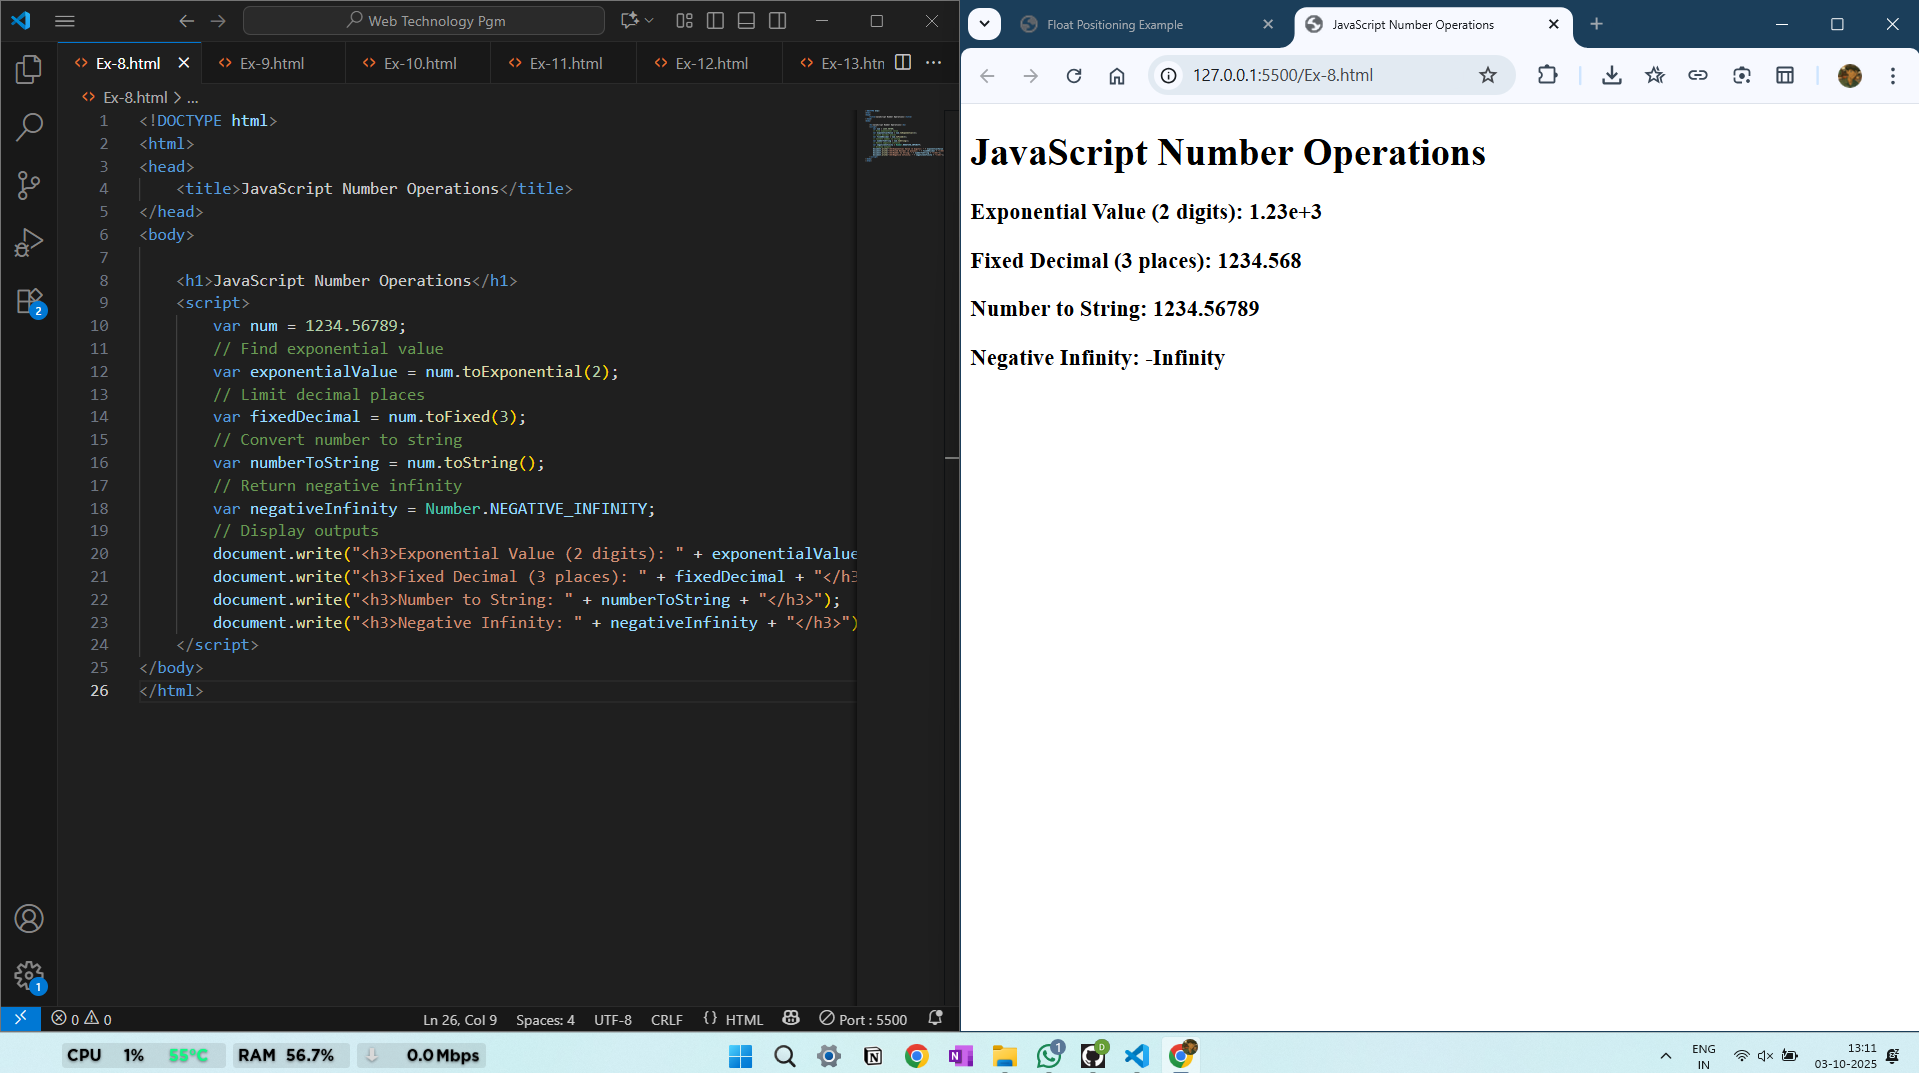 Web Technology Pgm
Ex-8.html
Ex-9.html
Ex-10.html
Ex-11.html
Ex-12.html
Ex-13.htn
Ex-8.html > ...
1 <!DOCTYPE html>
2 <html>
3 <head>
4 <title>JavaScript Number Operations</title>
5 </head>
6 <body>
7
8 <h1>JavaScript Number Operations</h1>
9 <script>
10 var num = 1234.56789;
11 // Find exponential value
12 var exponentialValue = num.toExponential(2);
13 // Limit decimal places
14 var fixedDecimal = num.toFixed(3);
15 // Convert number to string
16 var numberToString = num.toString();
17 // Return negative infinity
18 var negativeInfinity = Number.NEGATIVE_INFINITY;
19 // Display outputs
20 document.write("<h3>Exponential Value (2 digits): " + exponentialValue
21 document.write("<h3>Fixed Decimal (3 places): " + fixedDecimal + "</h3
22 document.write("<h3>Number to String: " + numberToString + "</h3>");
23 document.write("<h3>Negative Infinity: " + negativeInfinity + "</h3>")
24 </script>
25 </body>
26 </html>
2
1
0 0
Ln 26, Col 9
Spaces: 4
UTF-8
CRLF
{} HTML
Port : 5500
Float Positioning Example
JavaScript Number Operations
127.0.0.1:5500/Ex-8.html
JavaScript Number Operations
Exponential Value (2 digits): 1.23e+3
Fixed Decimal (3 places): 1234.568
Number to String: 1234.56789
Negative Infinity: -Infinity
CPU 1% 55°C
RAM 56.7%
0.0 Mbps
1
D
ENG
IN
13:11
03-10-2025